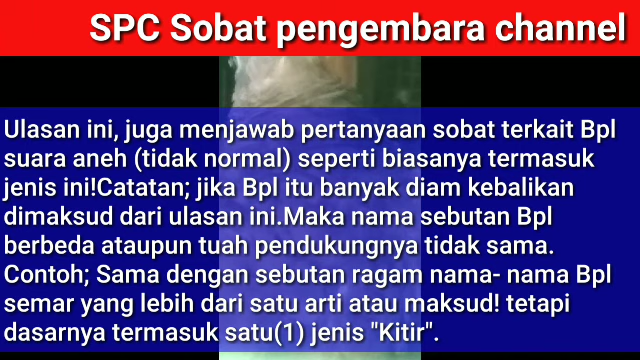 SPC Sobat pengembara channel
Ulasan ini, juga menjawab pertanyaan sobat terkait Bpl
suara aneh (tidak normal) seperti biasanya termasuk
jenis ini!Catatan; jika Bpl itu banyak diam kebalikan
dimaksud dari ulasan ini.Maka nama sebutan Bpl
berbeda ataupun tuah pendukungnya tidak sama.
Contoh; Sama dengan sebutan ragam nama- nama Bpl
semar yang lebih dari satu arti atau maksud! tetapi
dasarnya termasuk satu(1) jenis "Kitir".